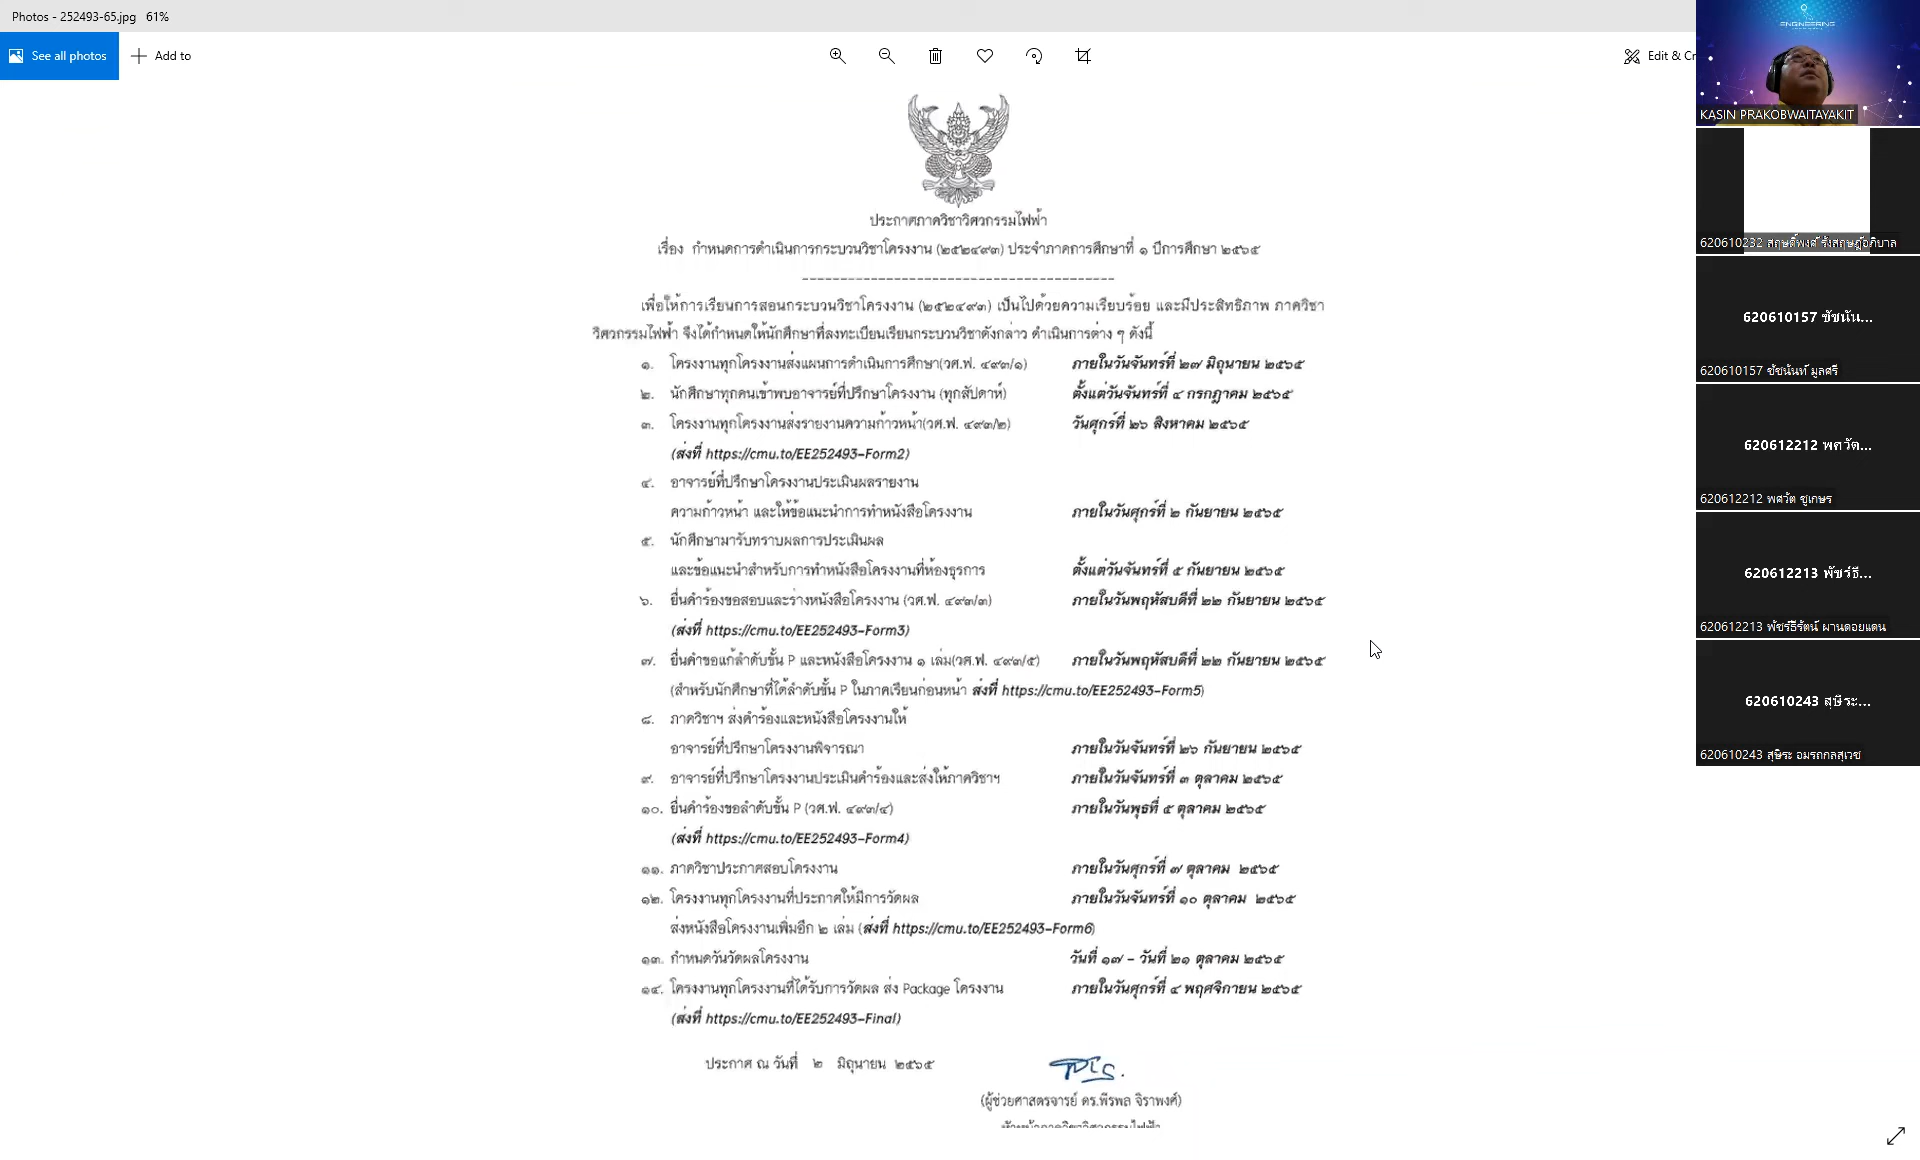 Photos - 252493-65.jpg 61%
See all photos
Add to
Edit & Cr
ประกาศภาควิชาวิศวกรรมไฟฟ้า
เรื่อง กำหนดการดำเนินการกระบวนวิชาโครงงาน (๒๕๒๔๙๓) ประจำภาคการศึกษาที่ ๑ ปีการศึกษา ๒๕๖๕
----------------------------------------
เพื่อให้การเรียนการสอนกระบวนวิชาโครงงาน (๒๕๒๔๙๓) เป็นไปด้วยความเรียบร้อย และมีประสิทธิภาพ ภาควิชา
วิศวกรรมไฟฟ้า จึงได้กำหนดให้นักศึกษาที่ลงทะเบียนเรียนกระบวนวิชาดังกล่าว ดำเนินการต่าง ๆ ดังนี้
๑. โครงงานทุกโครงงานส่งแผนการดำเนินการศึกษา(วศ.ฟ. ๔๙๓/๑) ภายในวันจันทร์ที่ ๒๗ มิถุนายน ๒๕๖๕
๒. นักศึกษาทุกคนเข้าพบอาจารย์ที่ปรึกษาโครงงาน (ทุกสัปดาห์) ตั้งแต่วันจันทร์ที่ ๔ กรกฎาคม ๒๕๖๕
๓. โครงงานทุกโครงงานส่งรายงานความก้าวหน้า(วศ.ฟ. ๔๙๓/๒) วันศุกร์ที่ ๒๖ สิงหาคม ๒๕๖๕
(ส่งที่ https://cmu.to/EE252493-Form2)
๔. อาจารย์ที่ปรึกษาโครงงานประเมินผลรายงาน
ความก้าวหน้า และให้ข้อแนะนำการทำหนังสือโครงงาน ภายในวันศุกร์ที่ ๒ กันยายน ๒๕๖๕
๕. นักศึกษามารับทราบผลการประเมินผล
และข้อแนะนำสำหรับการทำหนังสือโครงงานที่ห้องธุรการ ตั้งแต่วันจันทร์ที่ ๕ กันยายน ๒๕๖๕
๖. ยื่นคำร้องขอสอบและร่างหนังสือโครงงาน (วศ.ฟ. ๔๙๓/๓) ภายในวันพฤหัสบดีที่ ๒๒ กันยายน ๒๕๖๕
(ส่งที่ https://cmu.to/EE252493-Form3)
๗. ยื่นคำขอแก้ลำดับขั้น P และหนังสือโครงงาน ๑ เล่ม(วศ.ฟ. ๔๙๓/๕) ภายในวันพฤหัสบดีที่ ๒๒ กันยายน ๒๕๖๕
(สำหรับนักศึกษาที่ได้ลำดับขั้น P ในภาคเรียนก่อนหน้า ส่งที่ https://cmu.to/EE252493-Form5)
๘. ภาควิชาฯ ส่งคำร้องและหนังสือโครงงานให้
อาจารย์ที่ปรึกษาโครงงานพิจารณา ภายในวันจันทร์ที่ ๒๖ กันยายน ๒๕๖๕
๙. อาจารย์ที่ปรึกษาโครงงานประเมินคำร้องและส่งให้ภาควิชาฯ ภายในวันจันทร์ที่ ๓ ตุลาคม ๒๕๖๕
๑๐. ยื่นคำร้องขอลำดับขั้น P (วศ.ฟ. ๔๙๓/๔) ภายในวันพุธที่ ๕ ตุลาคม ๒๕๖๕
(ส่งที่ https://cmu.to/EE252493-Form4)
๑๑. ภาควิชาประกาศสอบโครงงาน ภายในวันศุกร์ที่ ๗ ตุลาคม ๒๕๖๕
๑๒. โครงงานทุกโครงงานที่ประกาศให้มีการวัดผล ภายในวันจันทร์ที่ ๑๐ ตุลาคม ๒๕๖๕
ส่งหนังสือโครงงานเพิ่มอีก ๒ เล่ม (ส่งที่ https://cmu.to/EE252493-Form6)
๑๓. กำหนดวันวัดผลโครงงาน วันที่ ๑๗ - วันที่ ๒๑ ตุลาคม ๒๕๖๕
๑๔. โครงงานทุกโครงงานที่ได้รับการวัดผล ส่ง Package โครงงาน ภายในวันศุกร์ที่ ๔ พฤศจิกายน ๒๕๖๕
(ส่งที่ https://cmu.to/EE252493-Final)
ประกาศ ณ วันที่ ๒ มิถุนายน ๒๕๖๕
(ผู้ช่วยศาสตราจารย์ ดร.พีรพล จิราพงศ์)
หัวหน้าภาควิชาวิศวกรรมไฟฟ้า
ENGINEERING
KASIN PRAKOBWAITAYAKIT
620610232 สฤษดิ์พงศ์ รังสฤษฎ์อภิบาล
620610157 ชัชนัน...
620610157 ชัชนันท์ มูลศรี
620612212 พศวัต...
620612212 พศวัต ชูเกษร
620612213 พัชร์ธี...
620612213 พัชร์ธีรัตน์ ผานดอยแดน
620610243 สุษีระ...
620610243 สุษิระ อมรถกลสุเวช